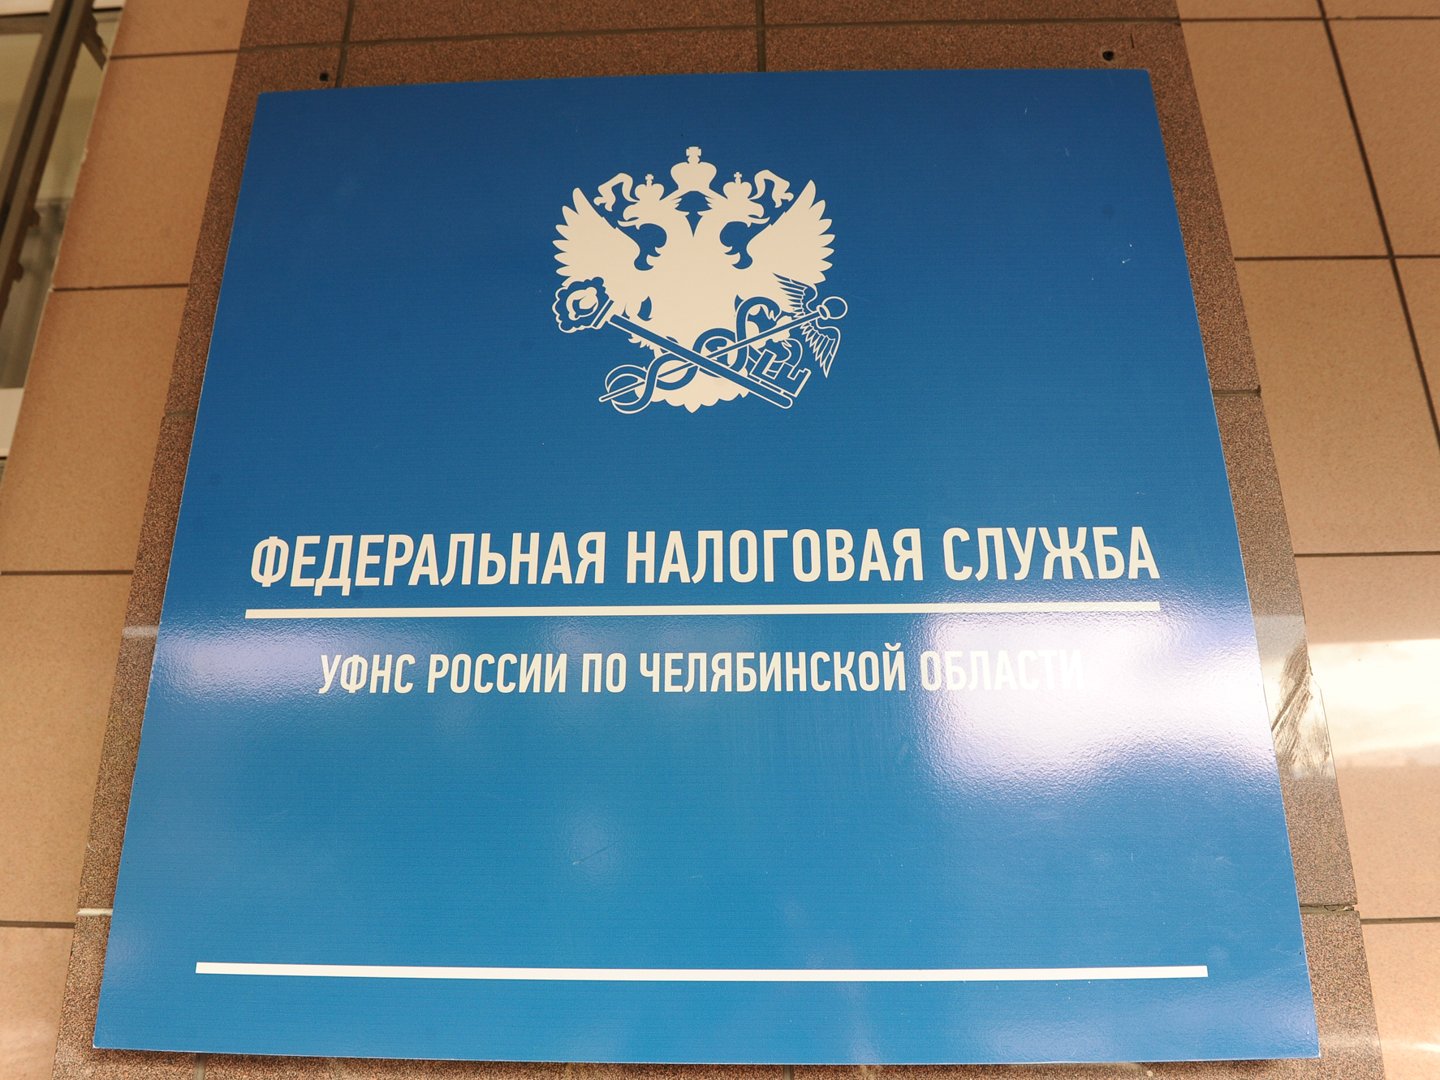 ФЕДЕРАЛЬНАЯ НАЛОГОВАЯ СЛУЖБА
УФНС РОССИИ ПО ЧЕЛЯБИНСКОЙ ОБЛАСТИ